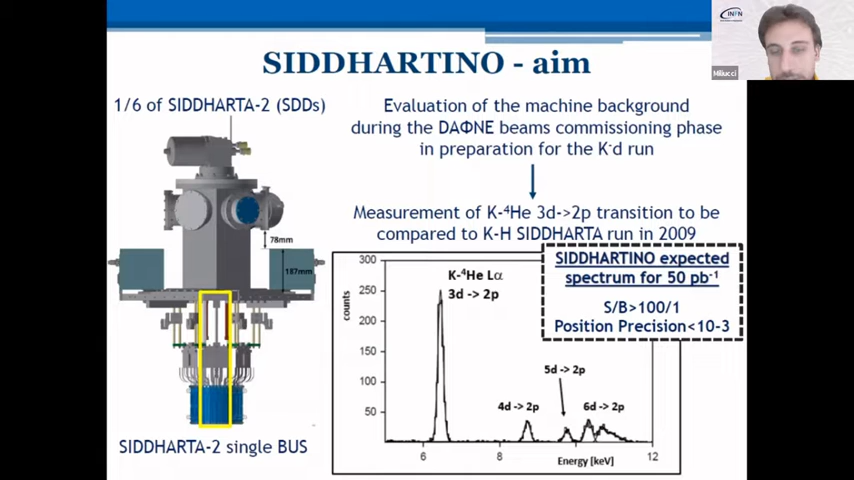 INFN
Miliucci
SIDDHARTINO - aim
1/6 of SIDDHARTA-2 (SDDs)
Evaluation of the machine background
during the DAΦNE beams commissioning phase
in preparation for the K-d run
Measurement of K-⁴He 3d->2p transition to be
compared to K-H SIDDHARTA run in 2009
78mm
187mm
SIDDHARTA-2 single BUS
SIDDHARTINO expected
spectrum for 50 pb⁻¹
S/B>100/1
Position Precision<10-3
K-⁴He Lα
3d -> 2p
5d -> 2p
4d -> 2p
6d -> 2p
counts
300
250
200
150
100
50
6
8
12
Energy [keV]